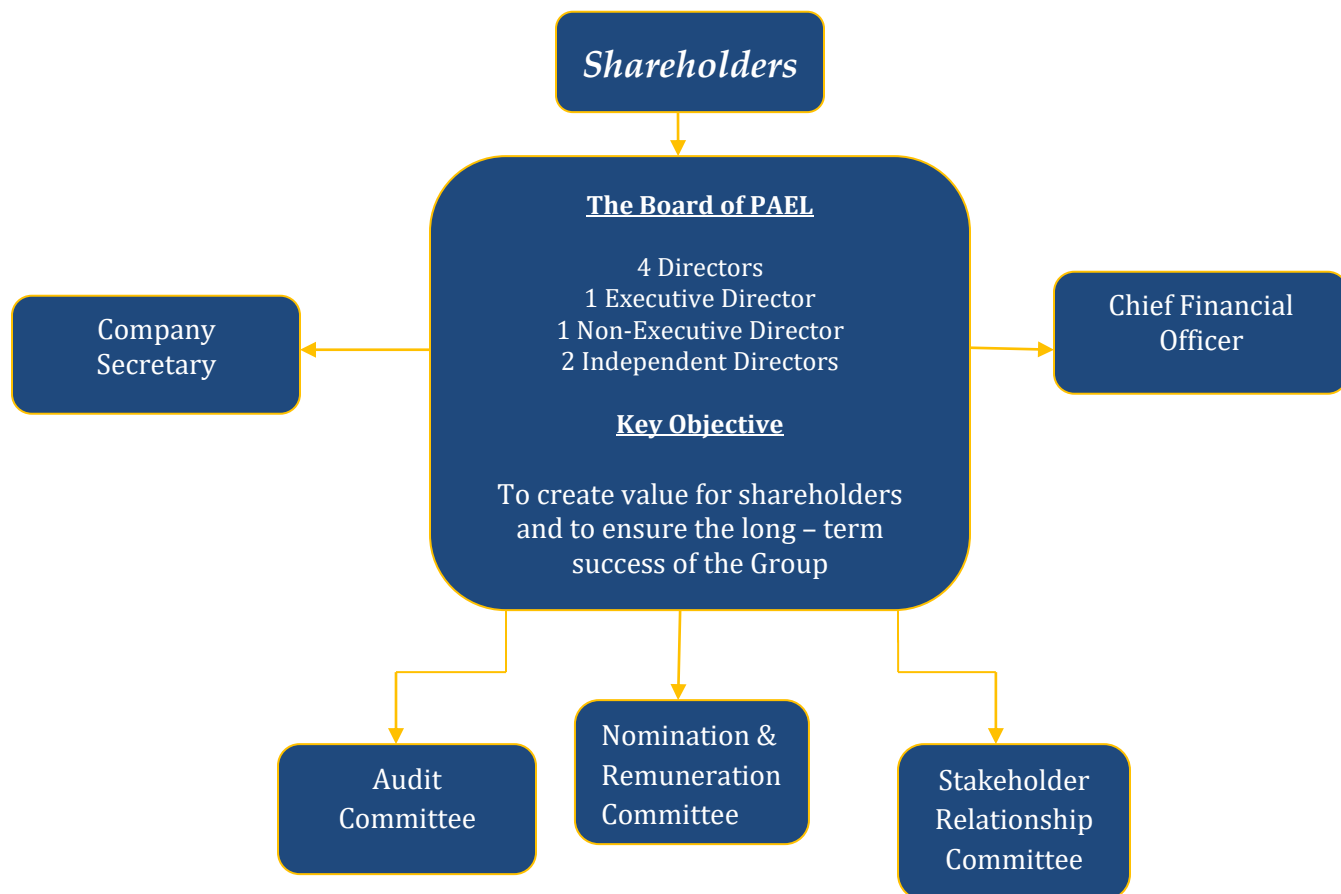 Shareholders
The Board of PAEL
4 Directors
1 Executive Director
1 Non-Executive Director
2 Independent Directors
Key Objective
To create value for shareholders
and to ensure the long – term
success of the Group
Company
Secretary
Chief Financial
Officer
Audit
Committee
Nomination &
Remuneration
Committee
Stakeholder
Relationship
Committee